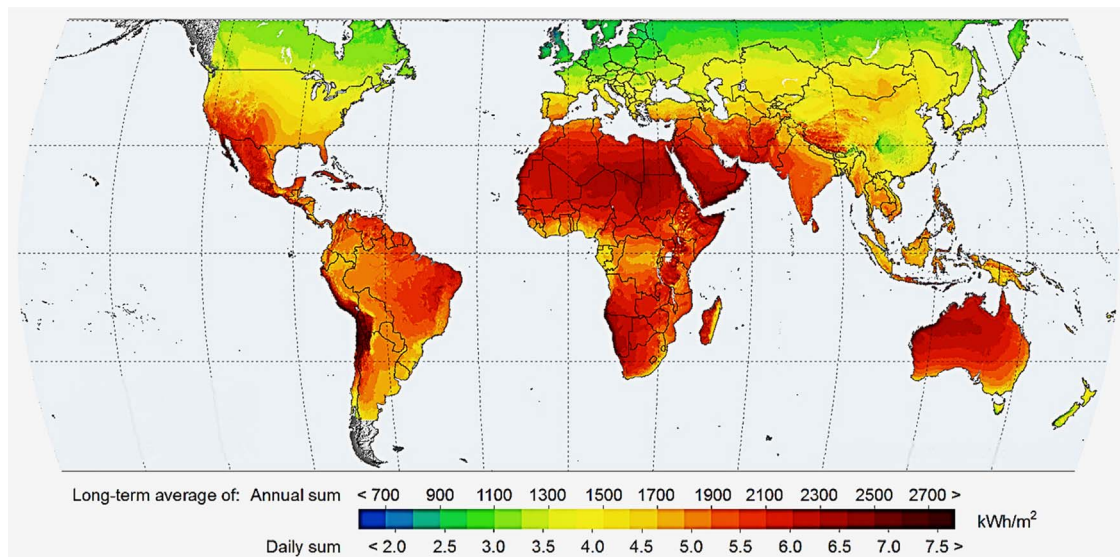 Long-term average of: Annual sum < 700 900 1100 1300 1500 1700 1900 2100 2300 2500 2700 >
kWh/m²
Daily sum < 2.0 2.5 3.0 3.5 4.0 4.5 5.0 5.5 6.0 6.5 7.0 7.5 >